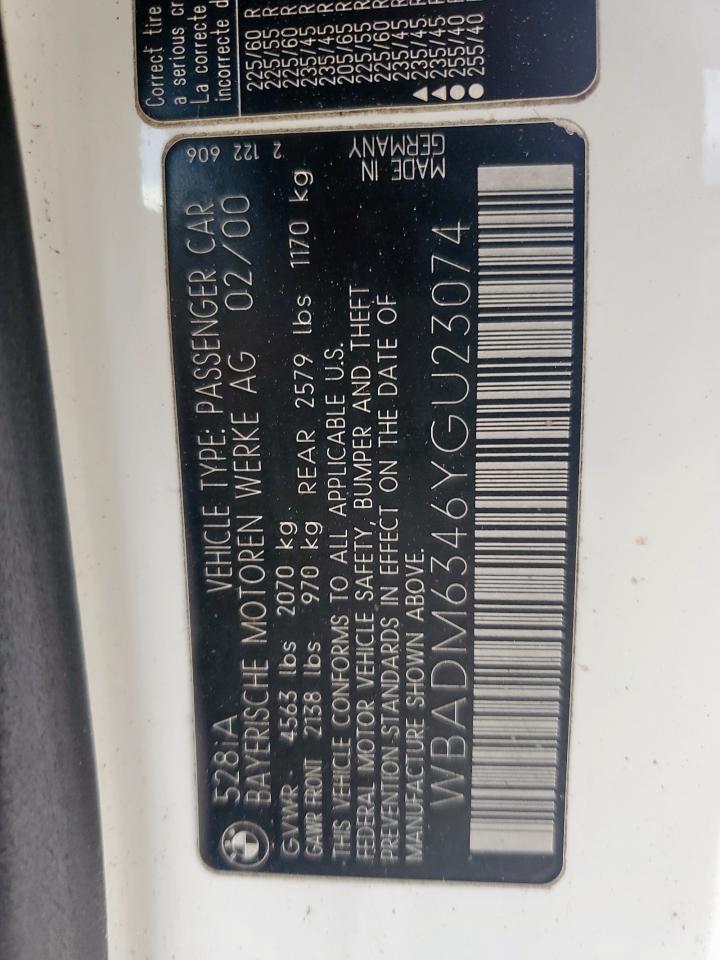 Correct tire
a serious cr
La correcte
incorrecte d
225/60 R
225/55 R
225/60 R
235/45 R
235/45 R
205/65 R
225/55 R
225/60 R
235/45 R
▲ 235/45 R
▲ 235/45 R
● 255/40 R
● 255/40 R
528iA VEHICLE TYPE: PASSENGER CAR 2 122 606
BAYERISCHE MOTOREN WERKE AG 02/00
GVWR 4563 lbs 2070 kg
GAWR FRONT 2138 lbs 970 kg REAR 2579 lbs 1170 kg
THIS VEHICLE CONFORMS TO ALL APPLICABLE U.S.
FEDERAL MOTOR VEHICLE SAFETY, BUMPER AND THEFT
PREVENTION STANDARDS IN EFFECT ON THE DATE OF
MANUFACTURE SHOWN ABOVE.
MADE IN
GERMANY
WBADM6346YGU23074